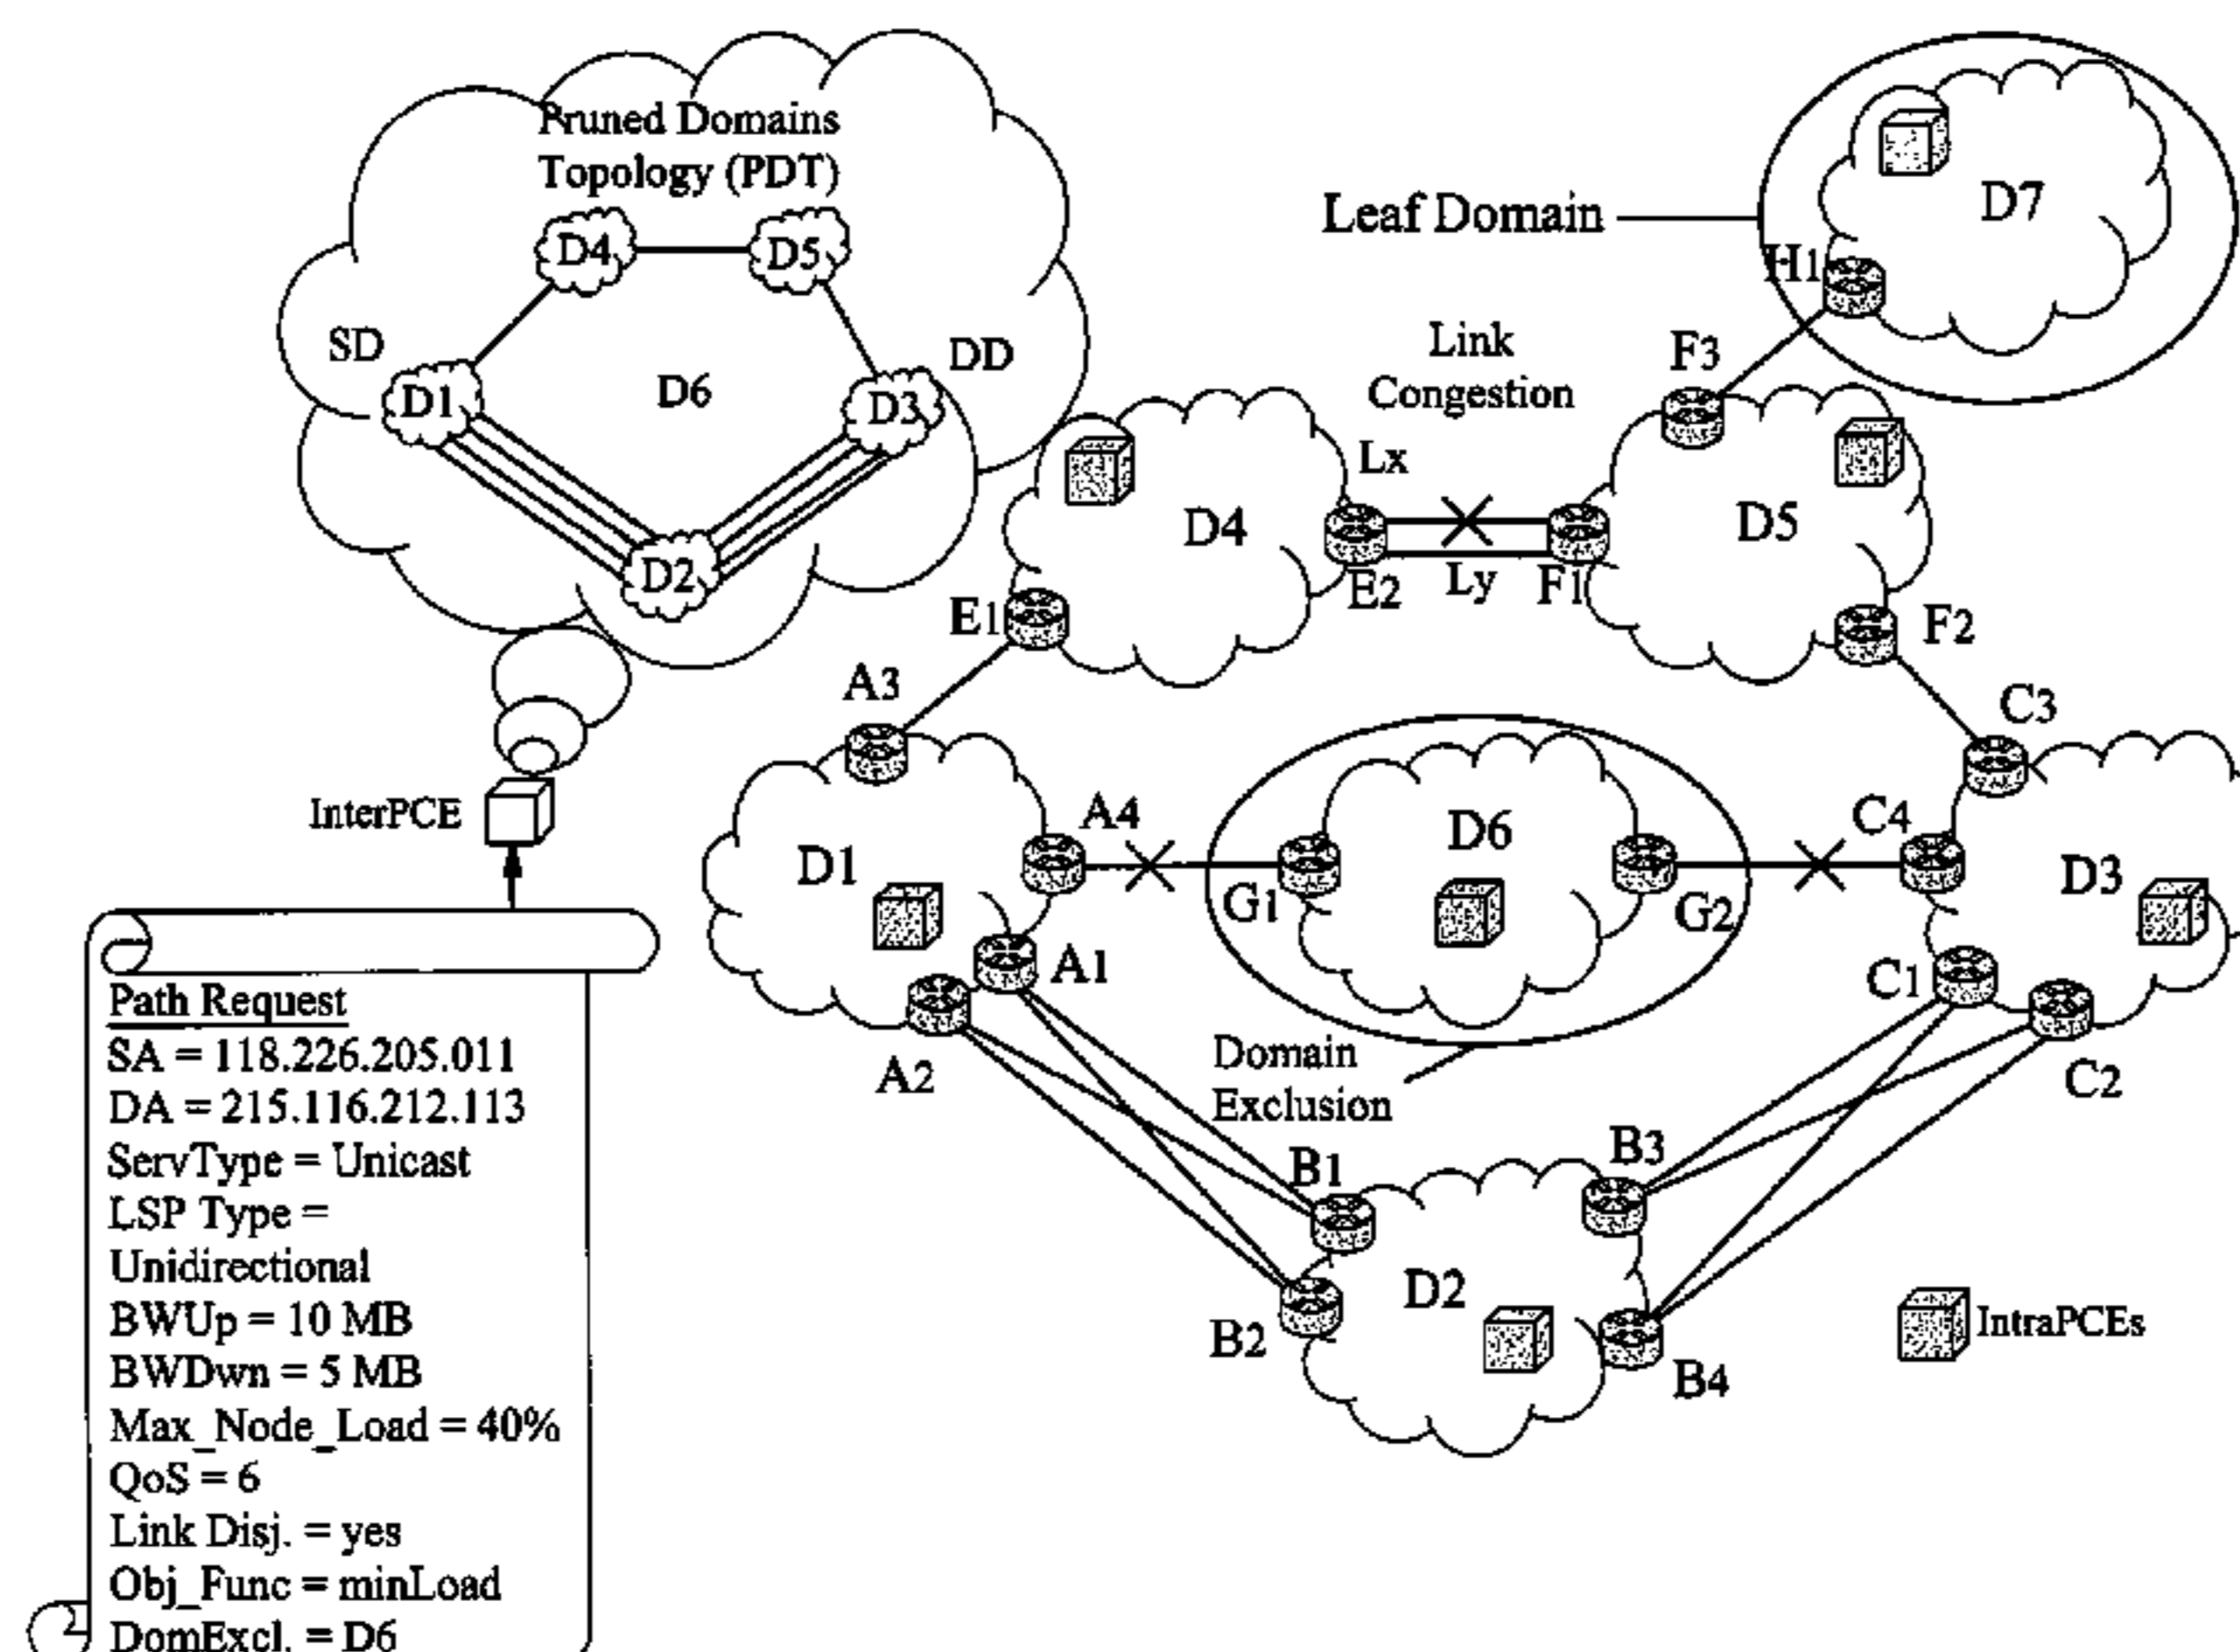 Pruned Domains
Topology (PDT)
D4
D5
SD
DD
D1
D6
D3
D2
InterPCE
Path Request
SA = 118.226.205.011
DA = 215.116.212.113
ServType = Unicast
LSP Type =
Unidirectional
BWUp = 10 MB
BWDwn = 5 MB
Max_Node_Load = 40%
QoS = 6
Link Disj. = yes
Obj_Func = minLoad
DomExcl. = D6
Leaf Domain
D7
H1
Link
Congestion
F3
Lx
D4
D5
E2
Ly
F1
E1
F2
A3
C3
A4
D6
C4
D1
D3
G1
G2
A1
C1
A2
Domain
Exclusion
C2
B1
B3
D2
B2
B4
IntraPCEs